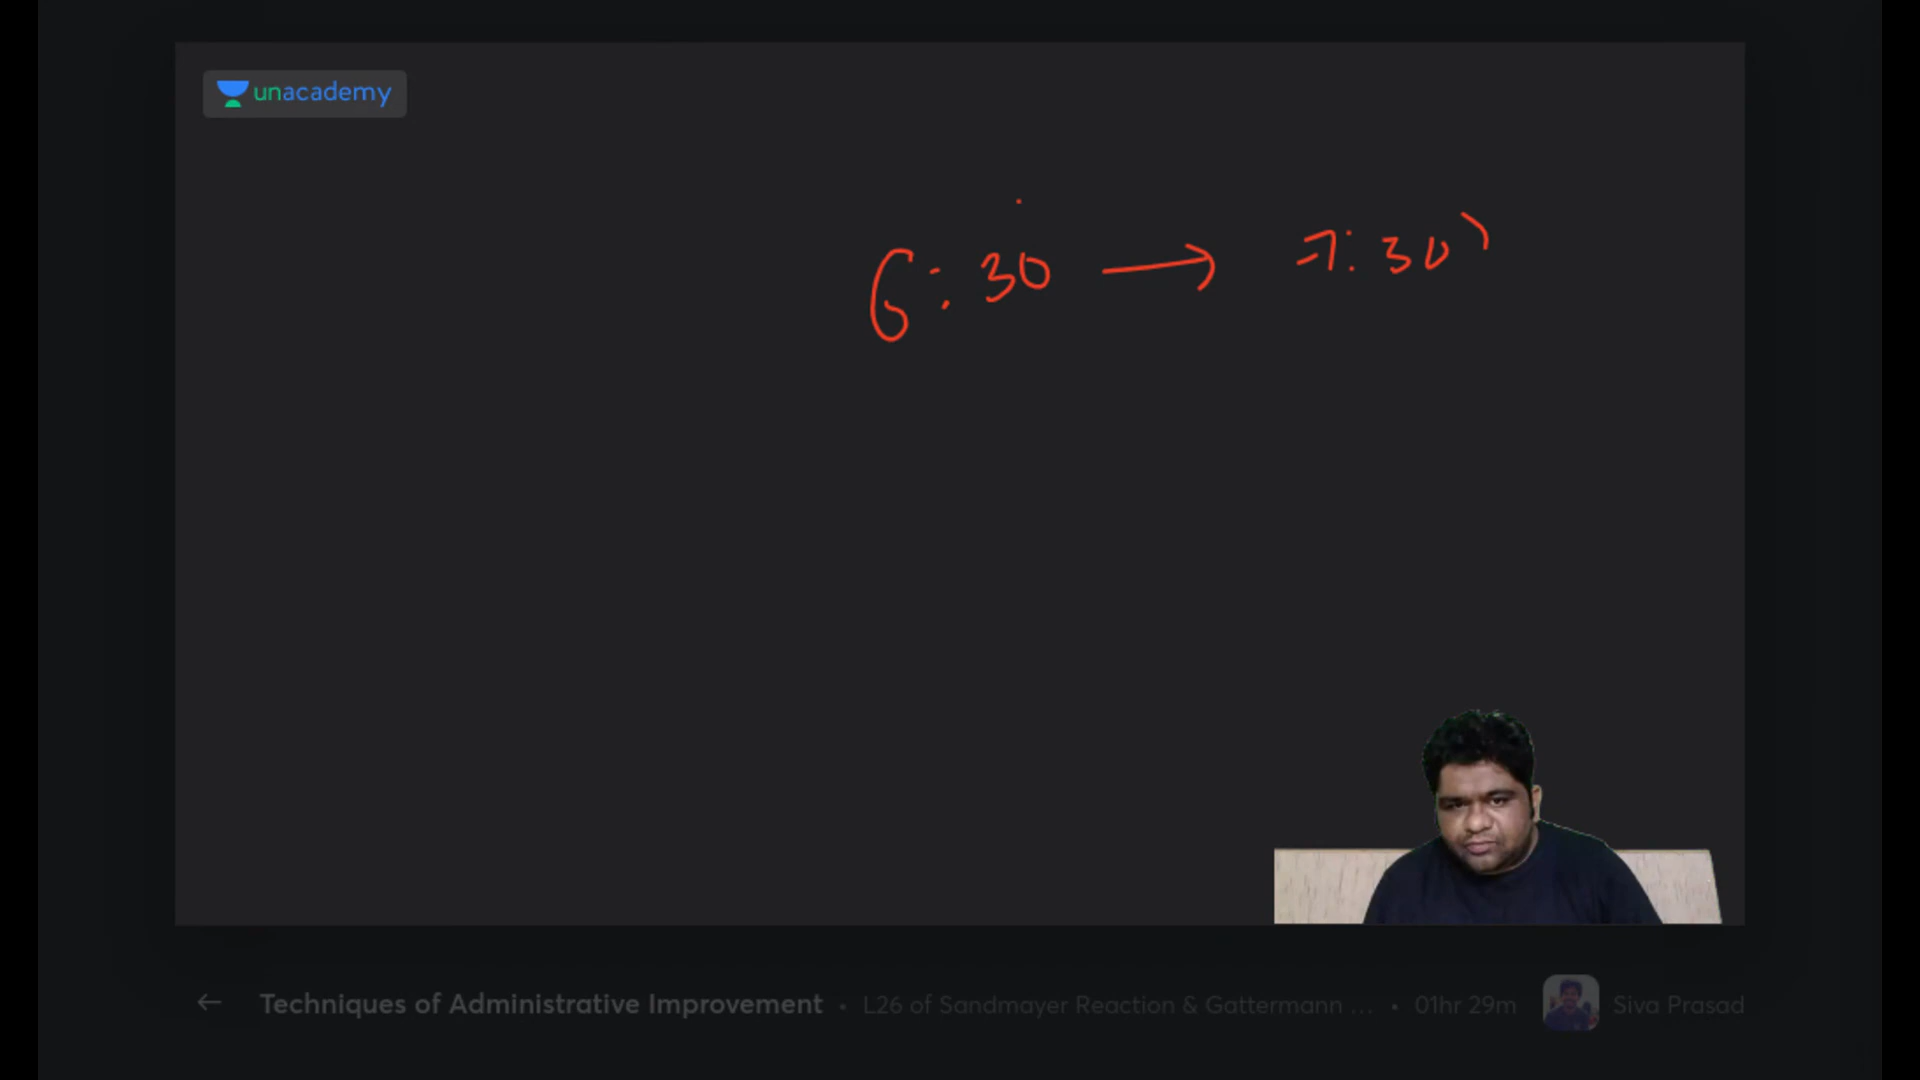 unacademy
6:30 → 7:30
Techniques of Administrative Improvement • L26 of Sandmayer Reaction & Gattermann ... • 01hr 29m Siva Prasad